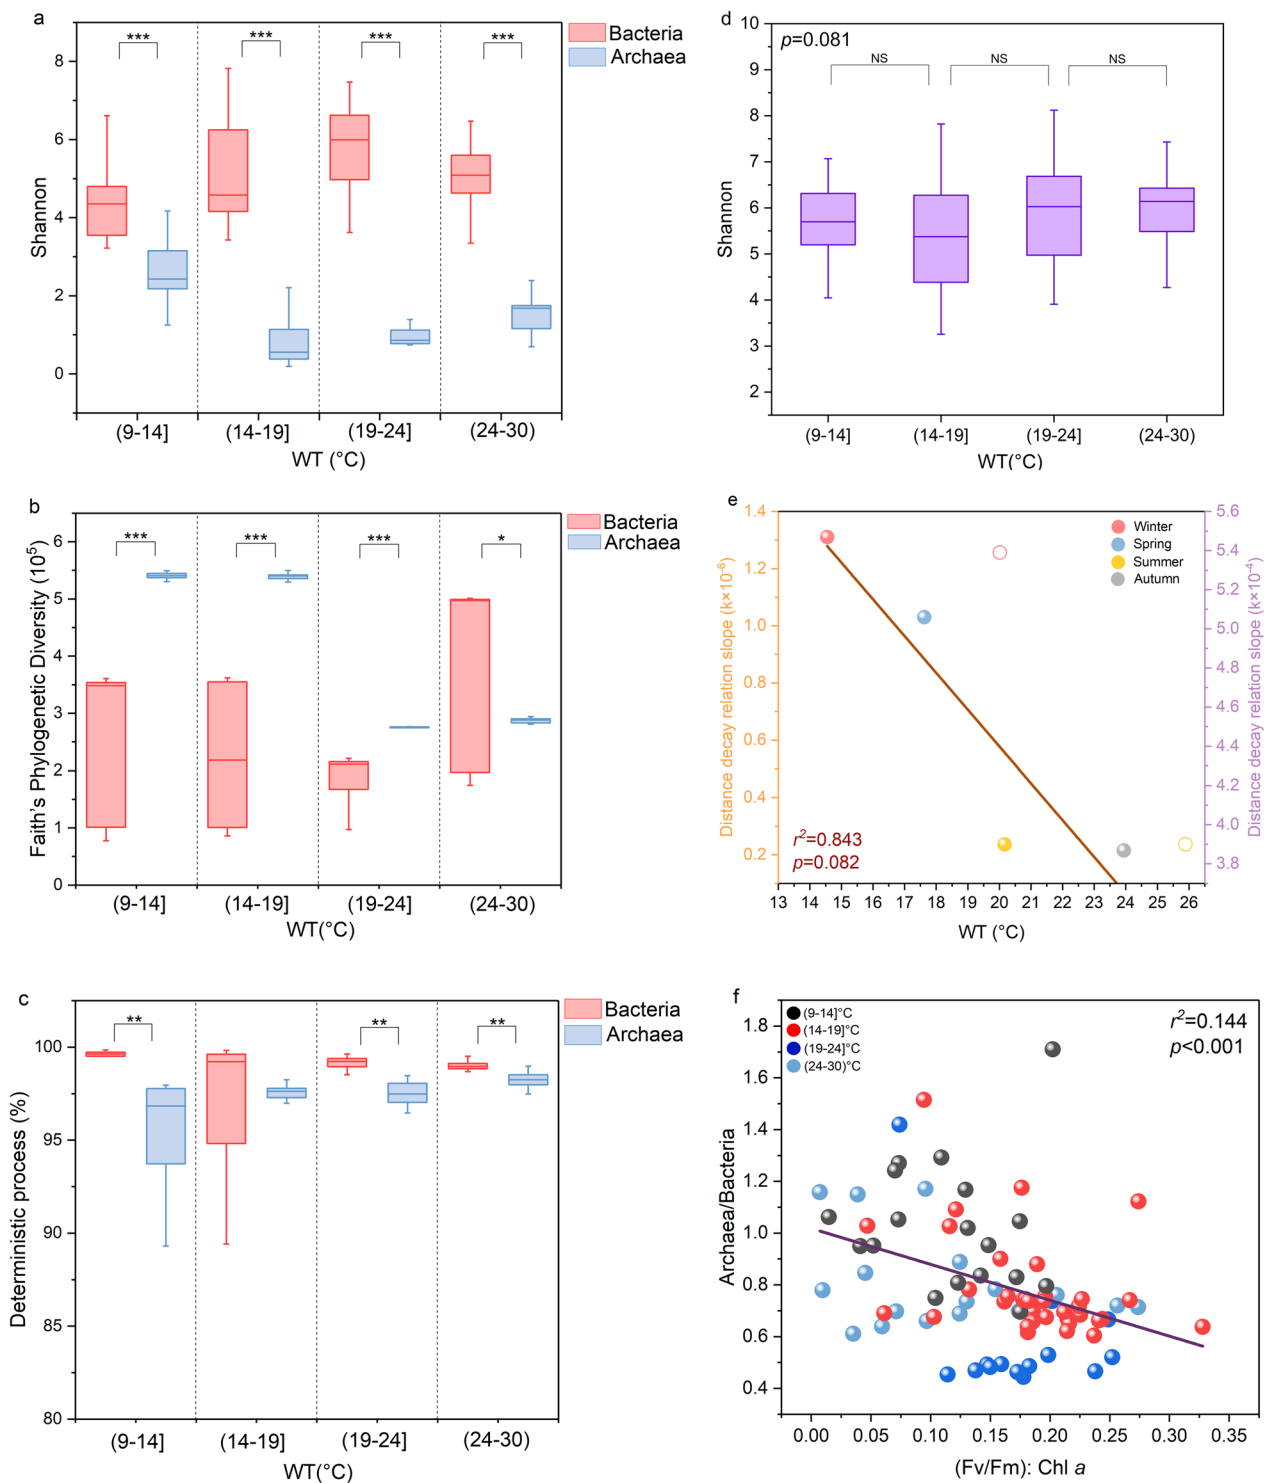 a
Bacteria
Archaea
*** *** *** ***
8
6
4
2
0
Shannon
(9-14] (14-19] (19-24] (24-30)
WT (°C)
d
p=0.081
NS NS NS
10
9
8
7
6
5
4
3
2
Shannon
(9-14] (14-19] (19-24] (24-30)
WT(°C)
b
Bacteria
Archaea
*** *** *** *
6
5
4
3
2
1
0
Faith's Phylogenetic Diversity (10⁵)
(9-14] (14-19] (19-24] (24-30)
WT(°C)
e
Winter
Spring
Summer
Autumn
1.4
1.2
1.0
0.8
0.6
0.4
0.2
Distance decay relation slope (k×10⁻⁶)
5.6
5.4
5.2
5.0
4.8
4.6
4.4
4.2
4.0
3.8
Distance decay relation slope (k×10⁻⁴)
r²=0.843
p=0.082
13 14 15 16 17 18 19 20 21 22 23 24 25 26
WT (°C)
c
Bacteria
Archaea
** ** **
100
95
90
85
80
Deterministic process (%)
(9-14] (14-19] (19-24] (24-30)
WT(°C)
f
(9-14]°C
(14-19]°C
(19-24]°C
(24-30)°C
r²=0.144
p<0.001
1.8
1.6
1.4
1.2
1.0
0.8
0.6
0.4
Archaea/Bacteria
0.00 0.05 0.10 0.15 0.20 0.25 0.30 0.35
(Fv/Fm): Chl a